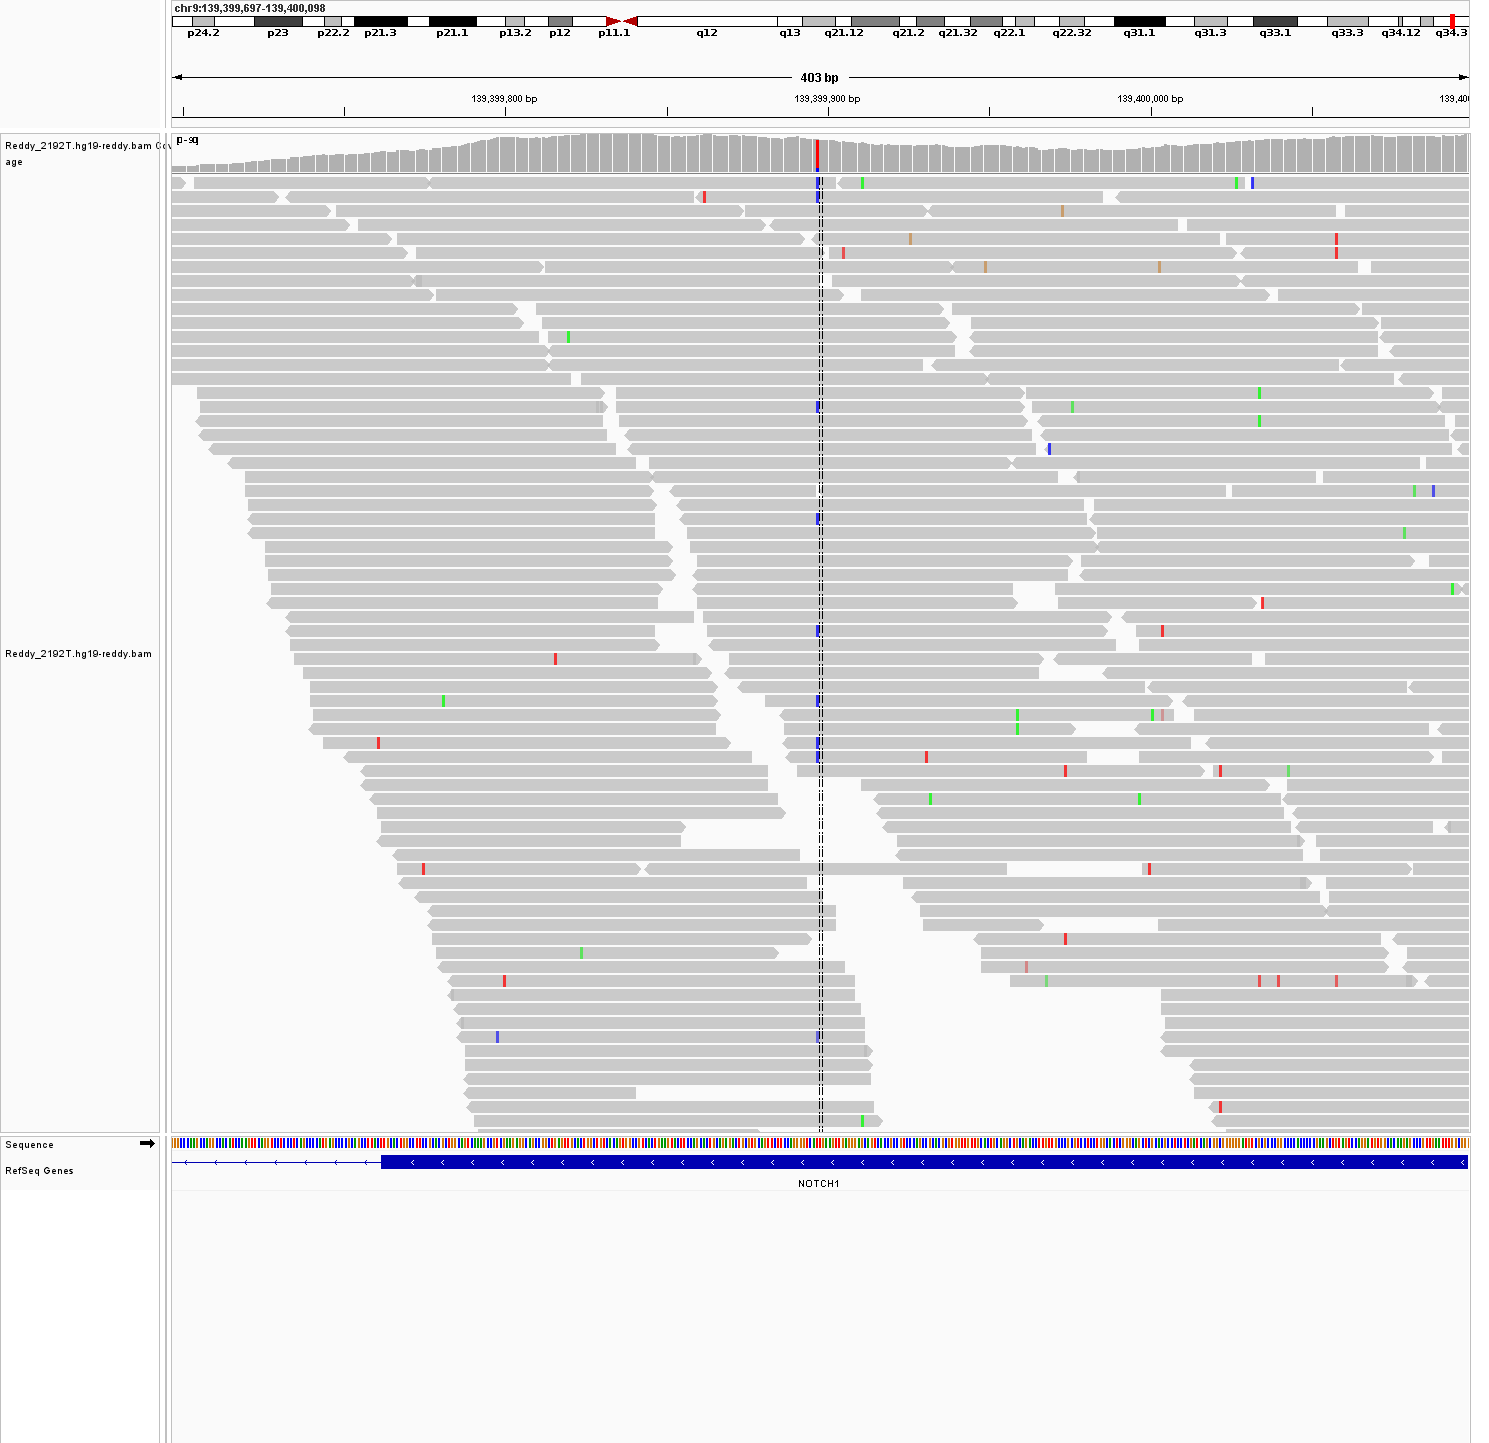 chr9:139,399,697-139,400,098
p24.2 p23 p22.2 p21.3 p21.1 p13.2 p12 p11.1 q12 q13 q21.12 q21.2 q21.32 q22.1 q22.32 q31.1 q31.3 q33.1 q33.3 q34.12 q34.3
403 bp
139,399,800 bp 139,399,900 bp 139,400,000 bp 139,40
Reddy_2192T.hg19-reddy.bam Cov
age
Reddy_2192T.hg19-reddy.bam
Sequence
RefSeq Genes
NOTCH1